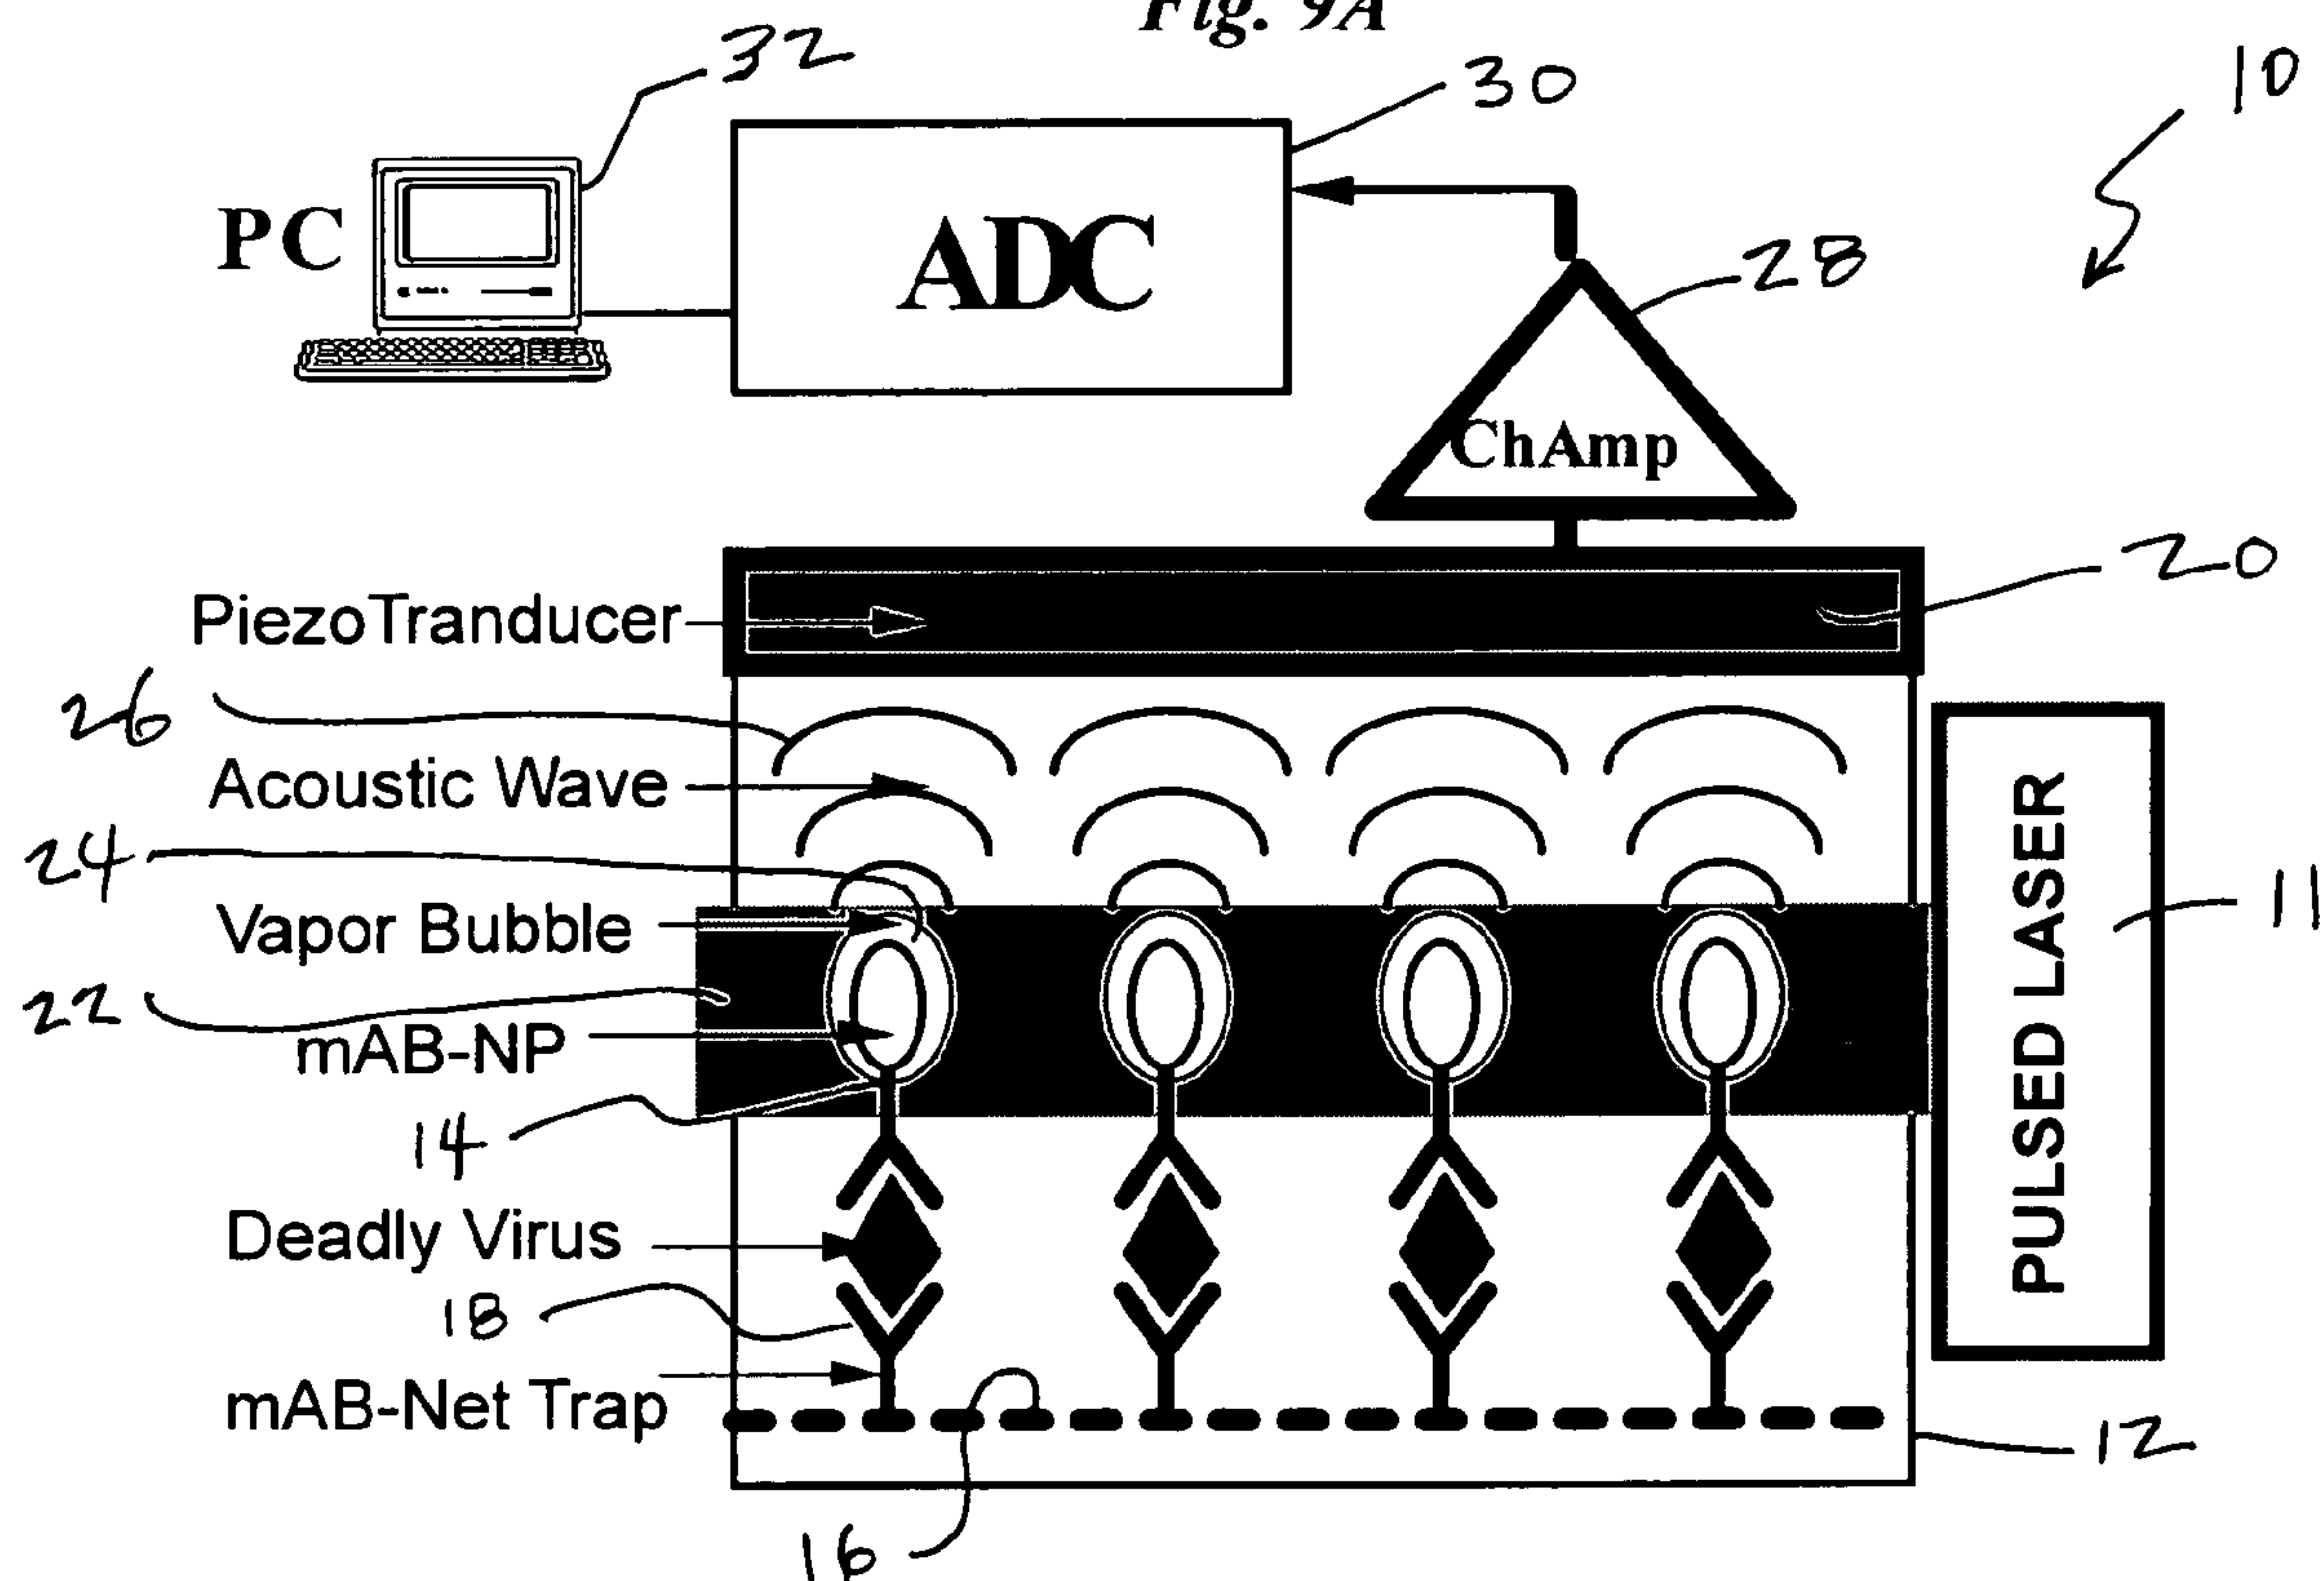 Fig. 9A
32
30
10
PC
ADC
28
ChAmp
20
PiezoTranducer
26
Acoustic Wave
24
Vapor Bubble
22
mAB-NP
14
Deadly Virus
18
mAB-Net Trap
16
PULSED LASER
11
12